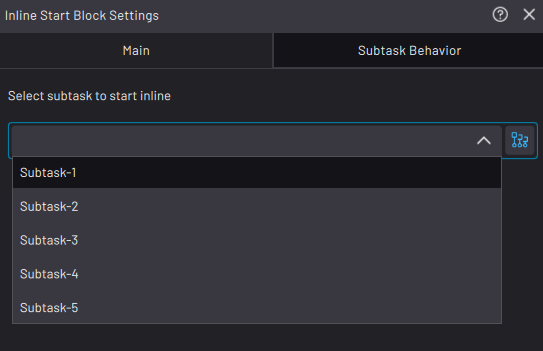 Inline Start Block Settings
Main
Subtask Behavior
Select subtask to start inline
Subtask-1
Subtask-2
Subtask-3
Subtask-4
Subtask-5